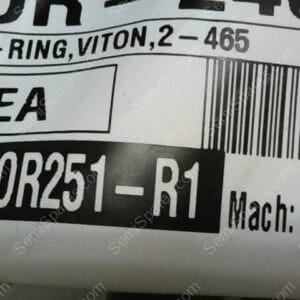 -RING,VITON,2-465
EA
OR251-R1
Mach: